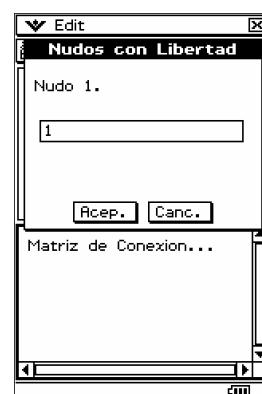 Edit
Nudos con Libertad
Nudo 1.
1
Acep. Canc.
Matriz de Conexion...